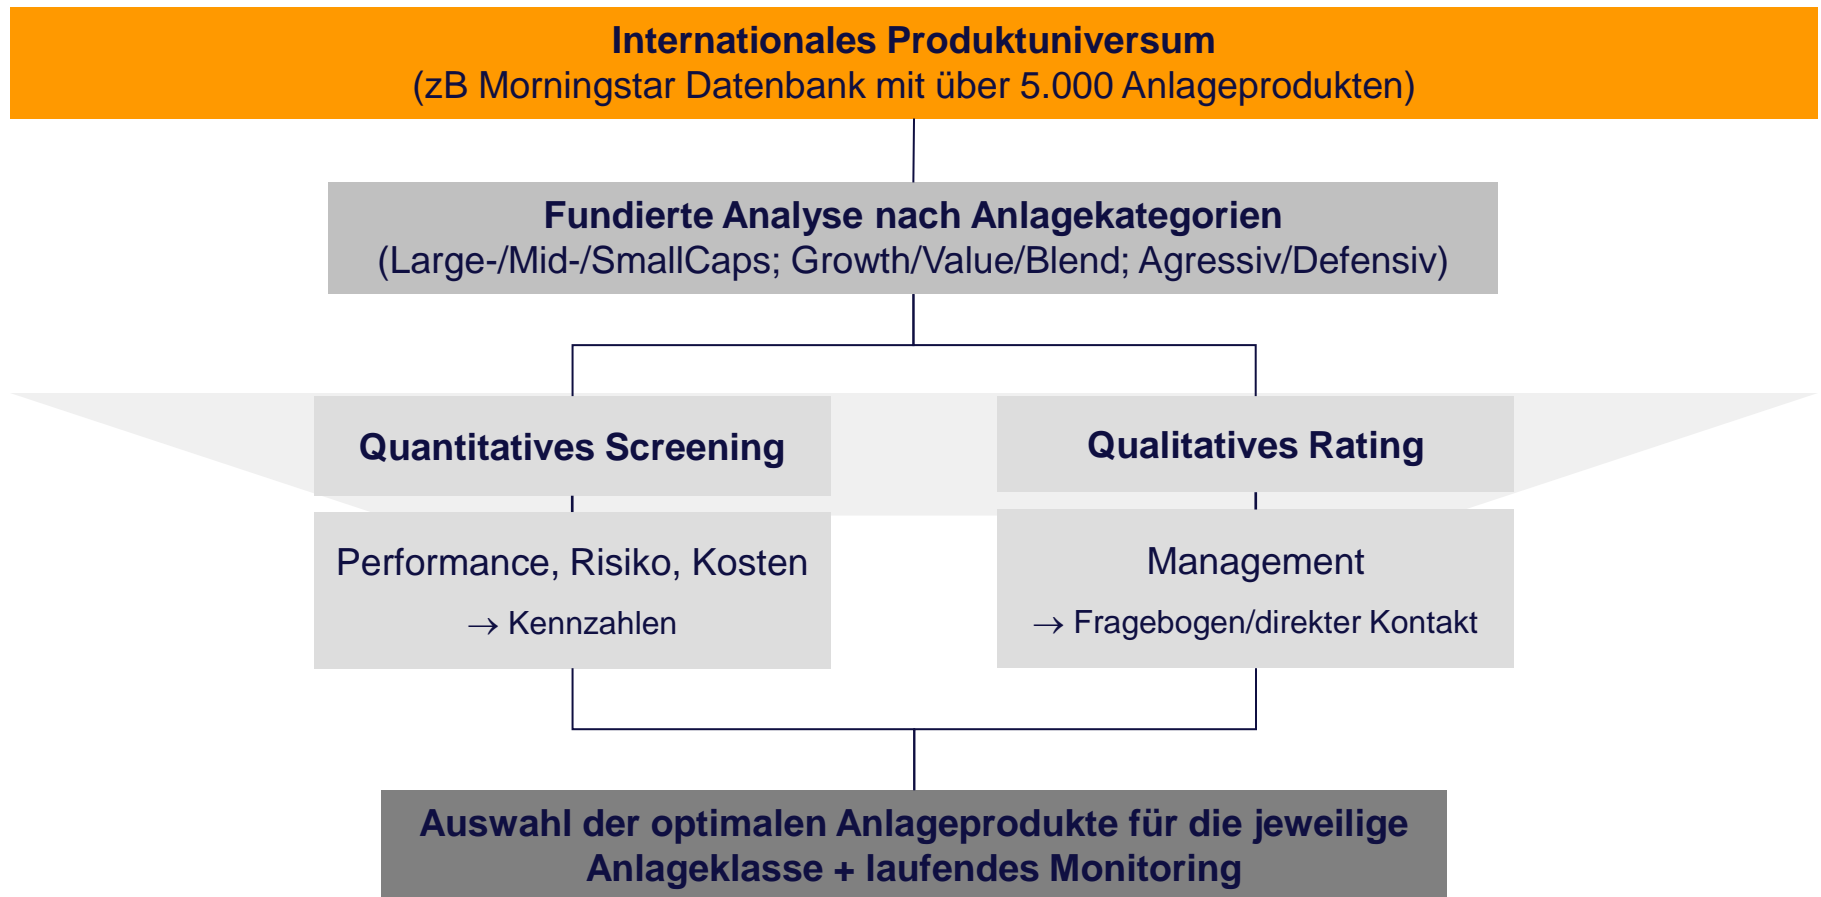 Internationales Produktuniversum
(zB Morningstar Datenbank mit über 5.000 Anlageprodukten)
Fundierte Analyse nach Anlagekategorien
(Large-/Mid-/SmallCaps; Growth/Value/Blend; Agressiv/Defensiv)
Quantitatives Screening
Performance, Risiko, Kosten
→ Kennzahlen
Qualitatives Rating
Management
→ Fragebogen/direkter Kontakt
Auswahl der optimalen Anlageprodukte für die jeweilige
Anlageklasse + laufendes Monitoring